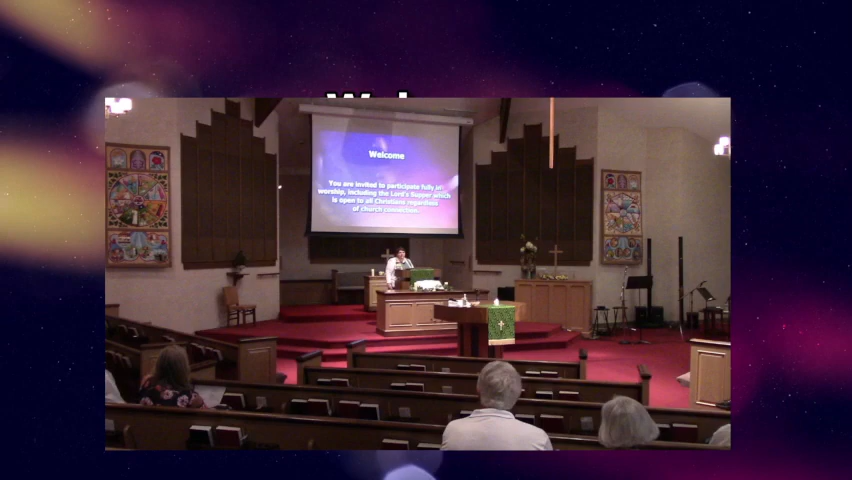 Welcome
You are invited to participate fully in
worship, including the Lord's Supper which
is open to all Christians regardless
of church connection.